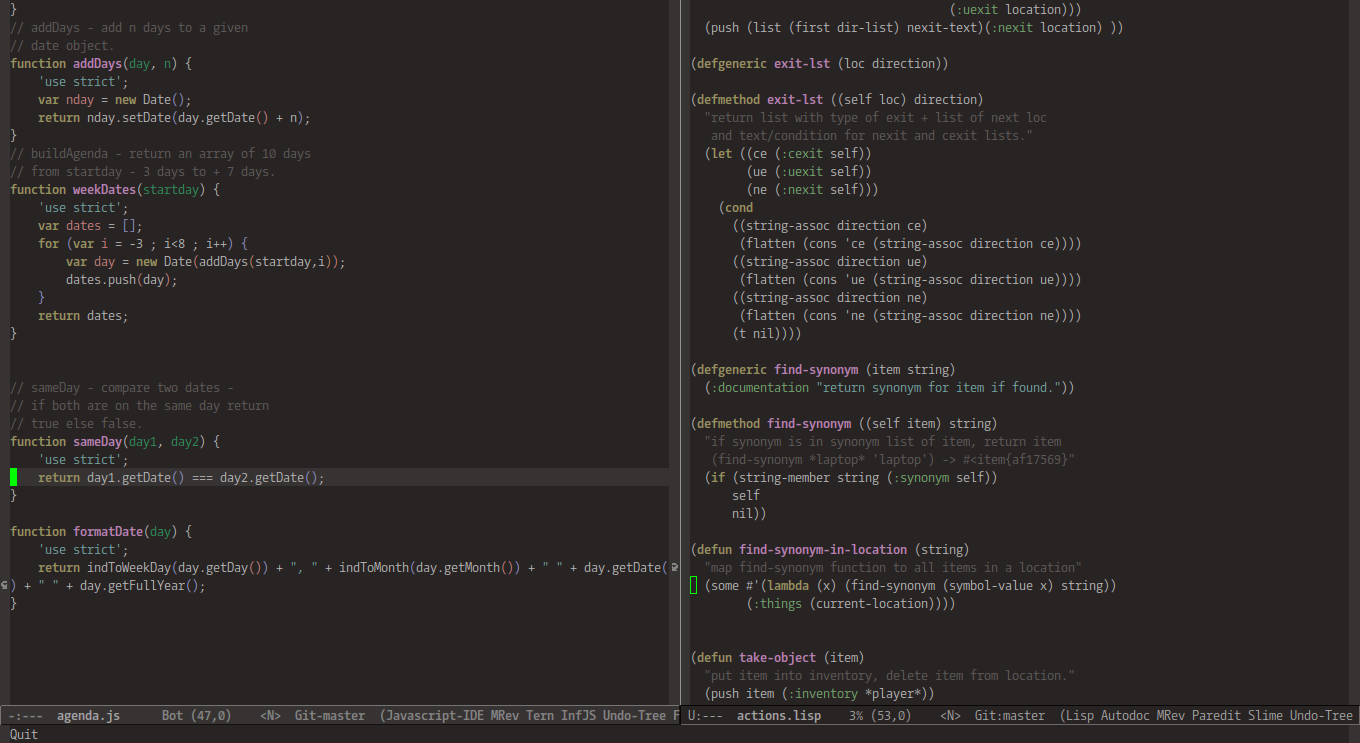 }
// addDays - add n days to a given
// date object.
function addDays(day, n) {
    'use strict';
    var nday = new Date();
    return nday.setDate(day.getDate() + n);
}
// buildAgenda - return an array of 10 days
// from startday - 3 days to + 7 days.
function weekDates(startday) {
    'use strict';
    var dates = [];
    for (var i = -3 ; i<8 ; i++) {
        var day = new Date(addDays(startday,i));
        dates.push(day);
    }
    return dates;
}
// sameDay - compare two dates -
// if both are on the same day return
// true else false.
function sameDay(day1, day2) {
    'use strict';
    return day1.getDate() === day2.getDate();
}
function formatDate(day) {
    'use strict';
    return indToWeekDay(day.getDay()) + ", " + indToMonth(day.getMonth()) + " " + day.getDate(
) + " " + day.getFullYear();
}
-:---  agenda.js      Bot (47,0)    <N>  Git-master  (Javascript-IDE MRev Tern InfJS Undo-Tree F
                                     (:uexit location)))
  (push (list (first dir-list) nexit-text)(:nexit location) ))
(defgeneric exit-lst (loc direction))
(defmethod exit-lst ((self loc) direction)
  "return list with type of exit + list of next loc
   and text/condition for nexit and cexit lists."
  (let ((ce (:cexit self))
        (ue (:uexit self))
        (ne (:nexit self)))
    (cond
      ((string-assoc direction ce)
       (flatten (cons 'ce (string-assoc direction ce))))
      ((string-assoc direction ue)
       (flatten (cons 'ue (string-assoc direction ue))))
      ((string-assoc direction ne)
       (flatten (cons 'ne (string-assoc direction ne))))
      (t nil))))
(defgeneric find-synonym (item string)
  (:documentation "return synonym for item if found."))
(defmethod find-synonym ((self item) string)
  "if synonym is in synonym list of item, return item
   (find-synonym *laptop* 'laptop') -> #<item{af17569}"
  (if (string-member string (:synonym self))
      self
      nil))
(defun find-synonym-in-location (string)
  "map find-synonym function to all items in a location"
  (some #'(lambda (x) (find-synonym (symbol-value x) string))
        (:things (current-location))))
(defun take-object (item)
  "put item into inventory, delete item from location."
  (push item (:inventory *player*))
U:---  actions.lisp    3% (53,0)    <N>  Git:master  (Lisp Autodoc MRev Paredit Slime Undo-Tree
Quit